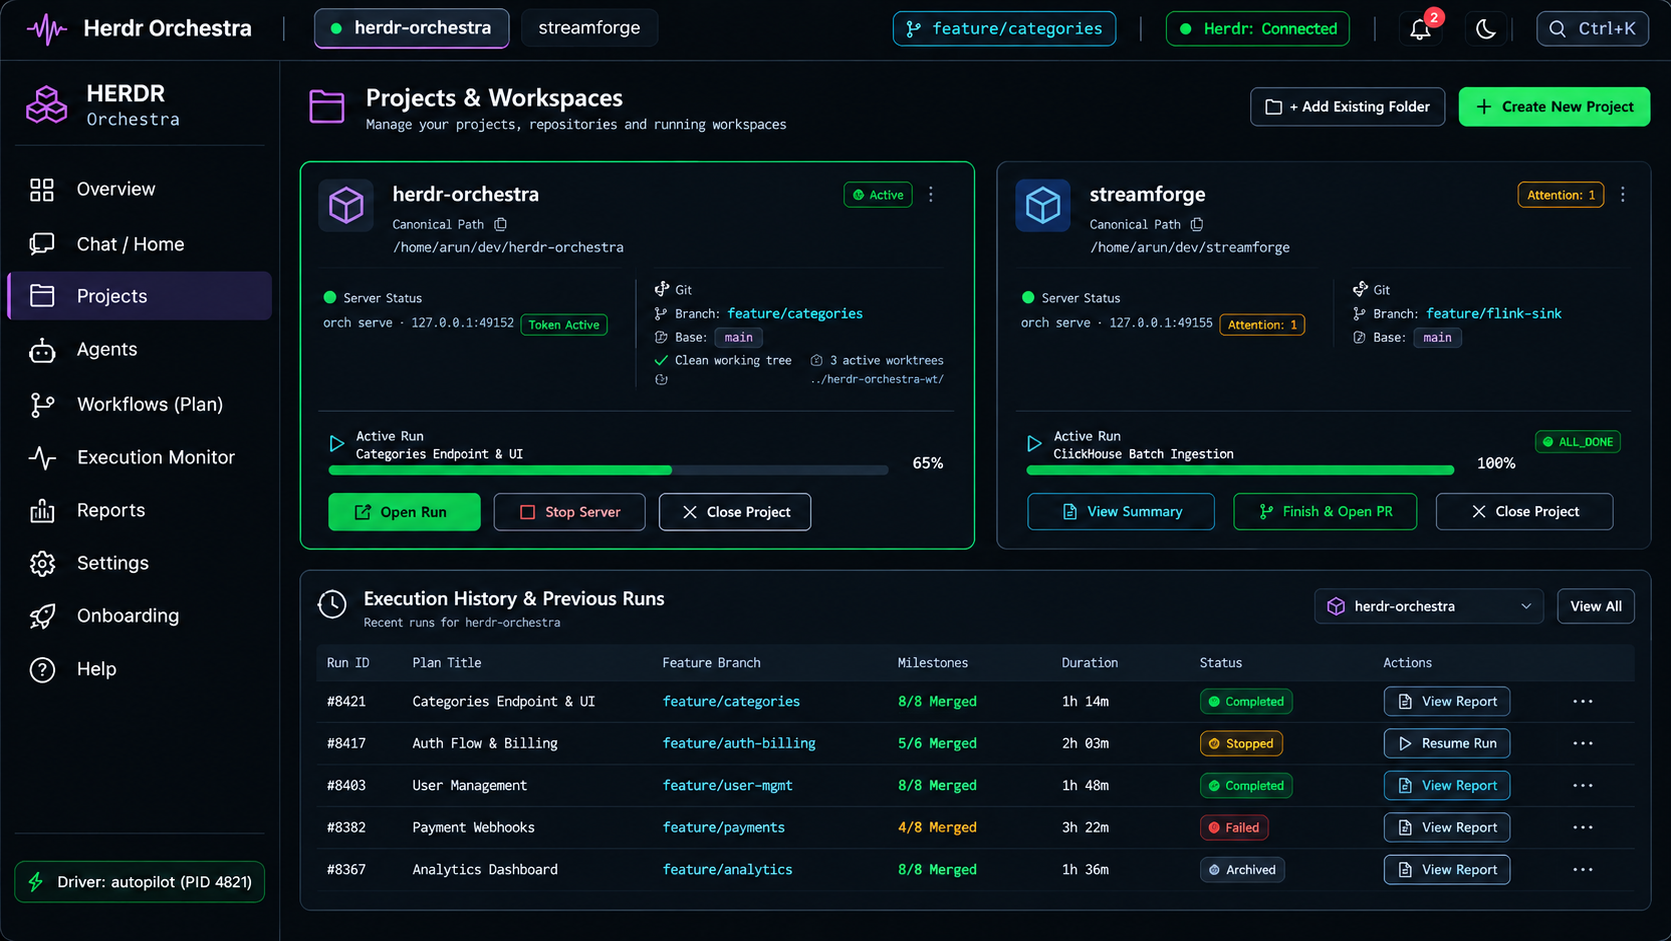 Herdr Orchestra
herdr-orchestra
streamforge
feature/categories
Herdr: Connected
2
Ctrl+K
HERDR
Orchestra
Overview
Chat / Home
Projects
Agents
Workflows (Plan)
Execution Monitor
Reports
Settings
Onboarding
Help
Driver: autopilot (PID 4821)
Projects & Workspaces
Manage your projects, repositories and running workspaces
+ Add Existing Folder
Create New Project
herdr-orchestra
Active
Canonical Path
/home/arun/dev/herdr-orchestra
Server Status
orch serve · 127.0.0.1:49152 Token Active
Git
Branch: feature/categories
Base: main
Clean working tree 3 active worktrees
../herdr-orchestra-wt/
Active Run
Categories Endpoint & UI
65%
Open Run
Stop Server
Close Project
streamforge
Attention: 1
Canonical Path
/home/arun/dev/streamforge
Server Status
orch serve · 127.0.0.1:49155 Attention: 1
Git
Branch: feature/flink-sink
Base: main
Active Run
ClickHouse Batch Ingestion
ALL_DONE
100%
View Summary
Finish & Open PR
Close Project
Execution History & Previous Runs
Recent runs for herdr-orchestra
herdr-orchestra
View All
Run ID Plan Title Feature Branch Milestones Duration Status Actions
#8421 Categories Endpoint & UI feature/categories 8/8 Merged 1h 14m Completed View Report
#8417 Auth Flow & Billing feature/auth-billing 5/6 Merged 2h 03m Stopped Resume Run
#8403 User Management feature/user-mgmt 8/8 Merged 1h 48m Completed View Report
#8382 Payment Webhooks feature/payments 4/8 Merged 3h 22m Failed View Report
#8367 Analytics Dashboard feature/analytics 8/8 Merged 1h 36m Archived View Report